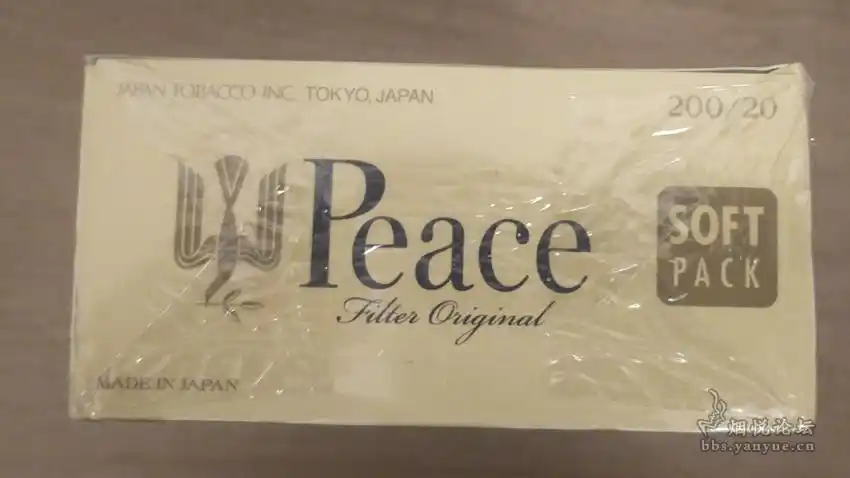 JAPAN TOBACCO INC. TOKYO, JAPAN
200/20
Peace
Filter Original
SOFT
PACK
MADE IN JAPAN
烟悦论坛
bbs.yanyue.cn